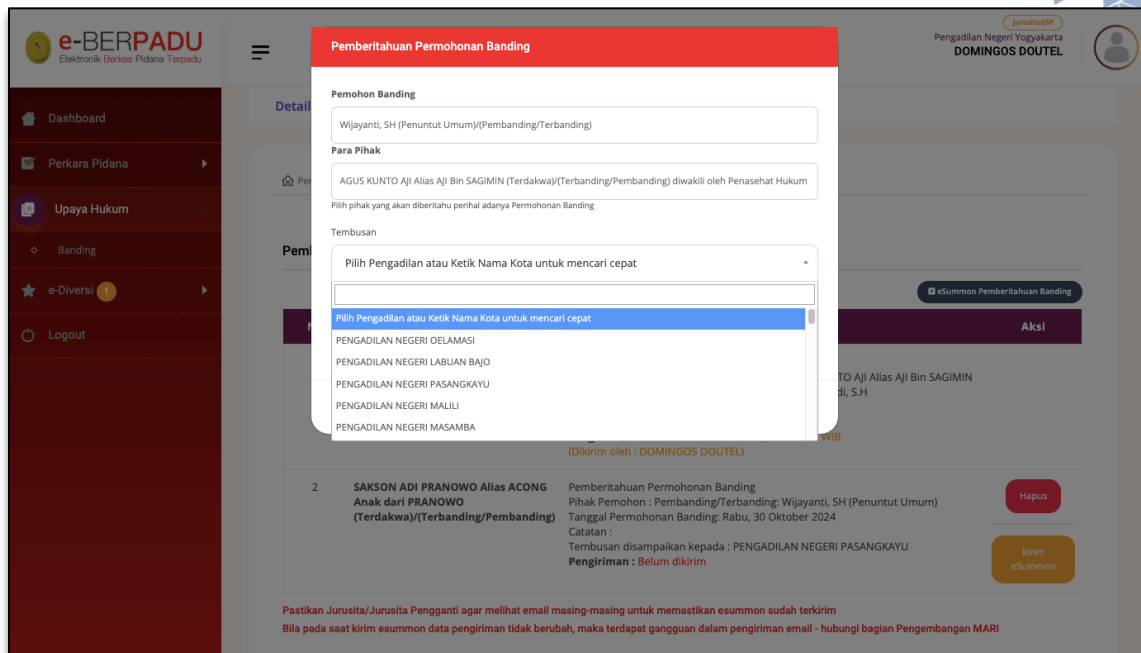 e-BERPADU
Elektronik Berkas Pidana Terpadu
Jurusita/JSP
Pengadilan Negeri Yogyakarta
DOMINGOS DOUTEL
Dashboard
Perkara Pidana
Upaya Hukum
Banding
e-Diversi 1
Logout
Detail
Pemberitahuan Permohonan Banding
Pemohon Banding
Wijayanti, SH (Penuntut Umum)/(Pembanding/Terbanding)
Para Pihak
AGUS KUNTO AJI Alias AJI Bin SAGIMIN (Terdakwa)/(Terbanding/Pembanding) diwakili oleh Penasehat Hukum
Pilih pihak yang akan diberitahu perihal adanya Permohonan Banding
Tembusan
Pilih Pengadilan atau Ketik Nama Kota untuk mencari cepat
Pilih Pengadilan atau Ketik Nama Kota untuk mencari cepat
PENGADILAN NEGERI OELAMASI
PENGADILAN NEGERI LABUAN BAJO
PENGADILAN NEGERI PASANGKAYU
PENGADILAN NEGERI MALILI
PENGADILAN NEGERI MASAMBA
eSummon Pemberitahuan Banding
Aksi
TO AJI Alias AJI Bin SAGIMIN
di, S.H
WIB
(Dikirim oleh : DOMINGOS DOUTEL)
2
SAKSON ADI PRANOWO Alias ACONG
Anak dari PRANOWO
(Terdakwa)/(Terbanding/Pembanding)
Pemberitahuan Permohonan Banding
Pihak Pemohon : Pembanding/Terbanding: Wijayanti, SH (Penuntut Umum)
Tanggal Permohonan Banding: Rabu, 30 Oktober 2024
Catatan :
Tembusan disampaikan kepada : PENGADILAN NEGERI PASANGKAYU
Pengiriman : Belum dikirim
Hapus
kirim
eSummon
Pastikan Jurusita/Jurusita Pengganti agar melihat email masing-masing untuk memastikan esummon sudah terkirim
Bila pada saat kirim esummon data pengiriman tidak berubah, maka terdapat gangguan dalam pengiriman email - hubungi bagian Pengembangan MARI